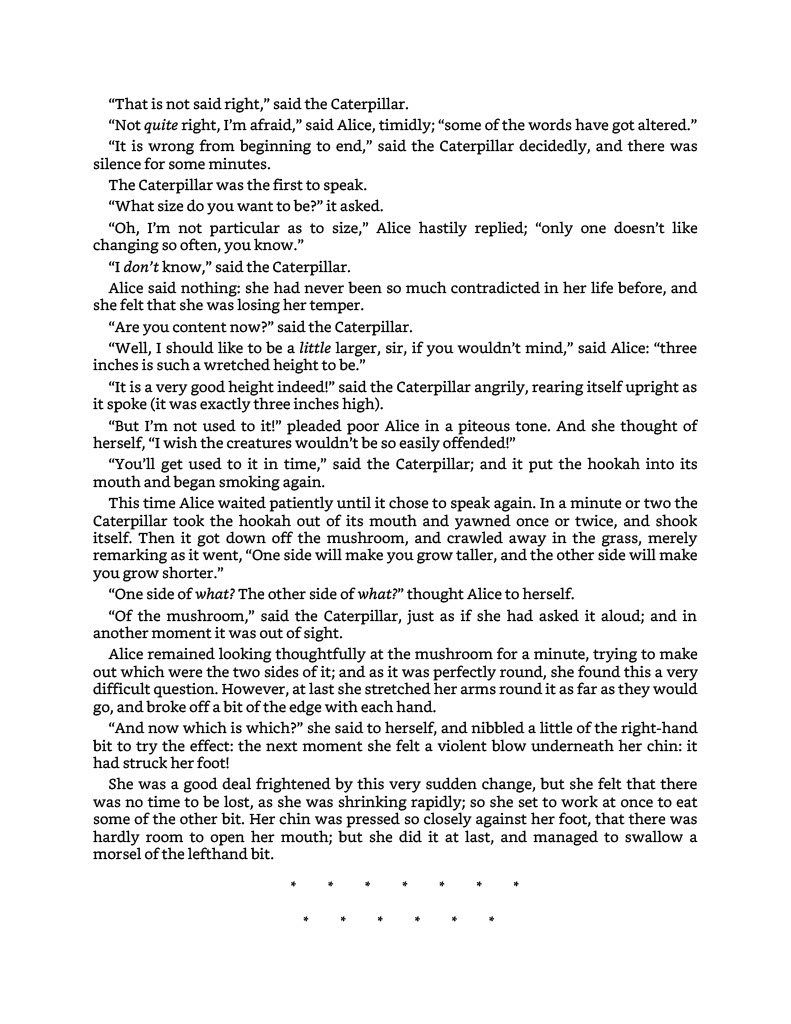 “That is not said right,” said the Caterpillar.
“Not quite right, I’m afraid,” said Alice, timidly; “some of the words have got altered.”
“It is wrong from beginning to end,” said the Caterpillar decidedly, and there was
silence for some minutes.
The Caterpillar was the first to speak.
“What size do you want to be?” it asked.
“Oh, I’m not particular as to size,” Alice hastily replied; “only one doesn’t like
changing so often, you know.”
“I don’t know,” said the Caterpillar.
Alice said nothing: she had never been so much contradicted in her life before, and
she felt that she was losing her temper.
“Are you content now?” said the Caterpillar.
“Well, I should like to be a little larger, sir, if you wouldn’t mind,” said Alice: “three
inches is such a wretched height to be.”
“It is a very good height indeed!” said the Caterpillar angrily, rearing itself upright as
it spoke (it was exactly three inches high).
“But I’m not used to it!” pleaded poor Alice in a piteous tone. And she thought of
herself, “I wish the creatures wouldn’t be so easily offended!”
“You’ll get used to it in time,” said the Caterpillar; and it put the hookah into its
mouth and began smoking again.
This time Alice waited patiently until it chose to speak again. In a minute or two the
Caterpillar took the hookah out of its mouth and yawned once or twice, and shook
itself. Then it got down off the mushroom, and crawled away in the grass, merely
remarking as it went, “One side will make you grow taller, and the other side will make
you grow shorter.”
“One side of what? The other side of what?” thought Alice to herself.
“Of the mushroom,” said the Caterpillar, just as if she had asked it aloud; and in
another moment it was out of sight.
Alice remained looking thoughtfully at the mushroom for a minute, trying to make
out which were the two sides of it; and as it was perfectly round, she found this a very
difficult question. However, at last she stretched her arms round it as far as they would
go, and broke off a bit of the edge with each hand.
“And now which is which?” she said to herself, and nibbled a little of the right-hand
bit to try the effect: the next moment she felt a violent blow underneath her chin: it
had struck her foot!
She was a good deal frightened by this very sudden change, but she felt that there
was no time to be lost, as she was shrinking rapidly; so she set to work at once to eat
some of the other bit. Her chin was pressed so closely against her foot, that there was
hardly room to open her mouth; but she did it at last, and managed to swallow a
morsel of the lefthand bit.
* * * * * * *
* * * * * *